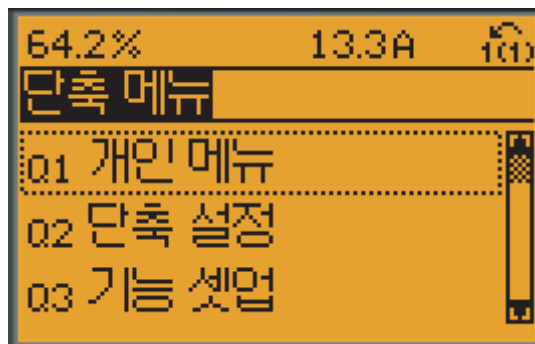 64.2% 13.3A 1(1)
단축 메뉴
Q1 개인 메뉴
Q2 단축 설정
Q3 기능 셋업